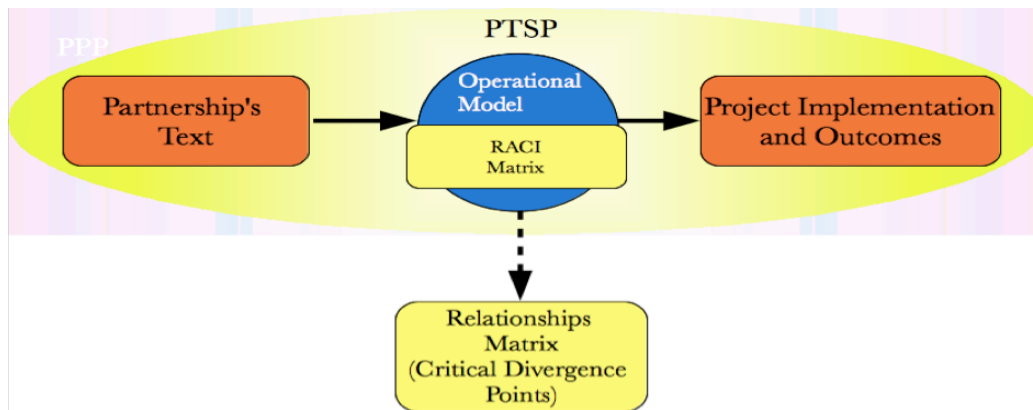 PTSP
PPP
Partnership's
Text
Operational
Model
RACI
Matrix
Project Implementation
and Outcomes
Relationships
Matrix
(Critical Divergence
Points)